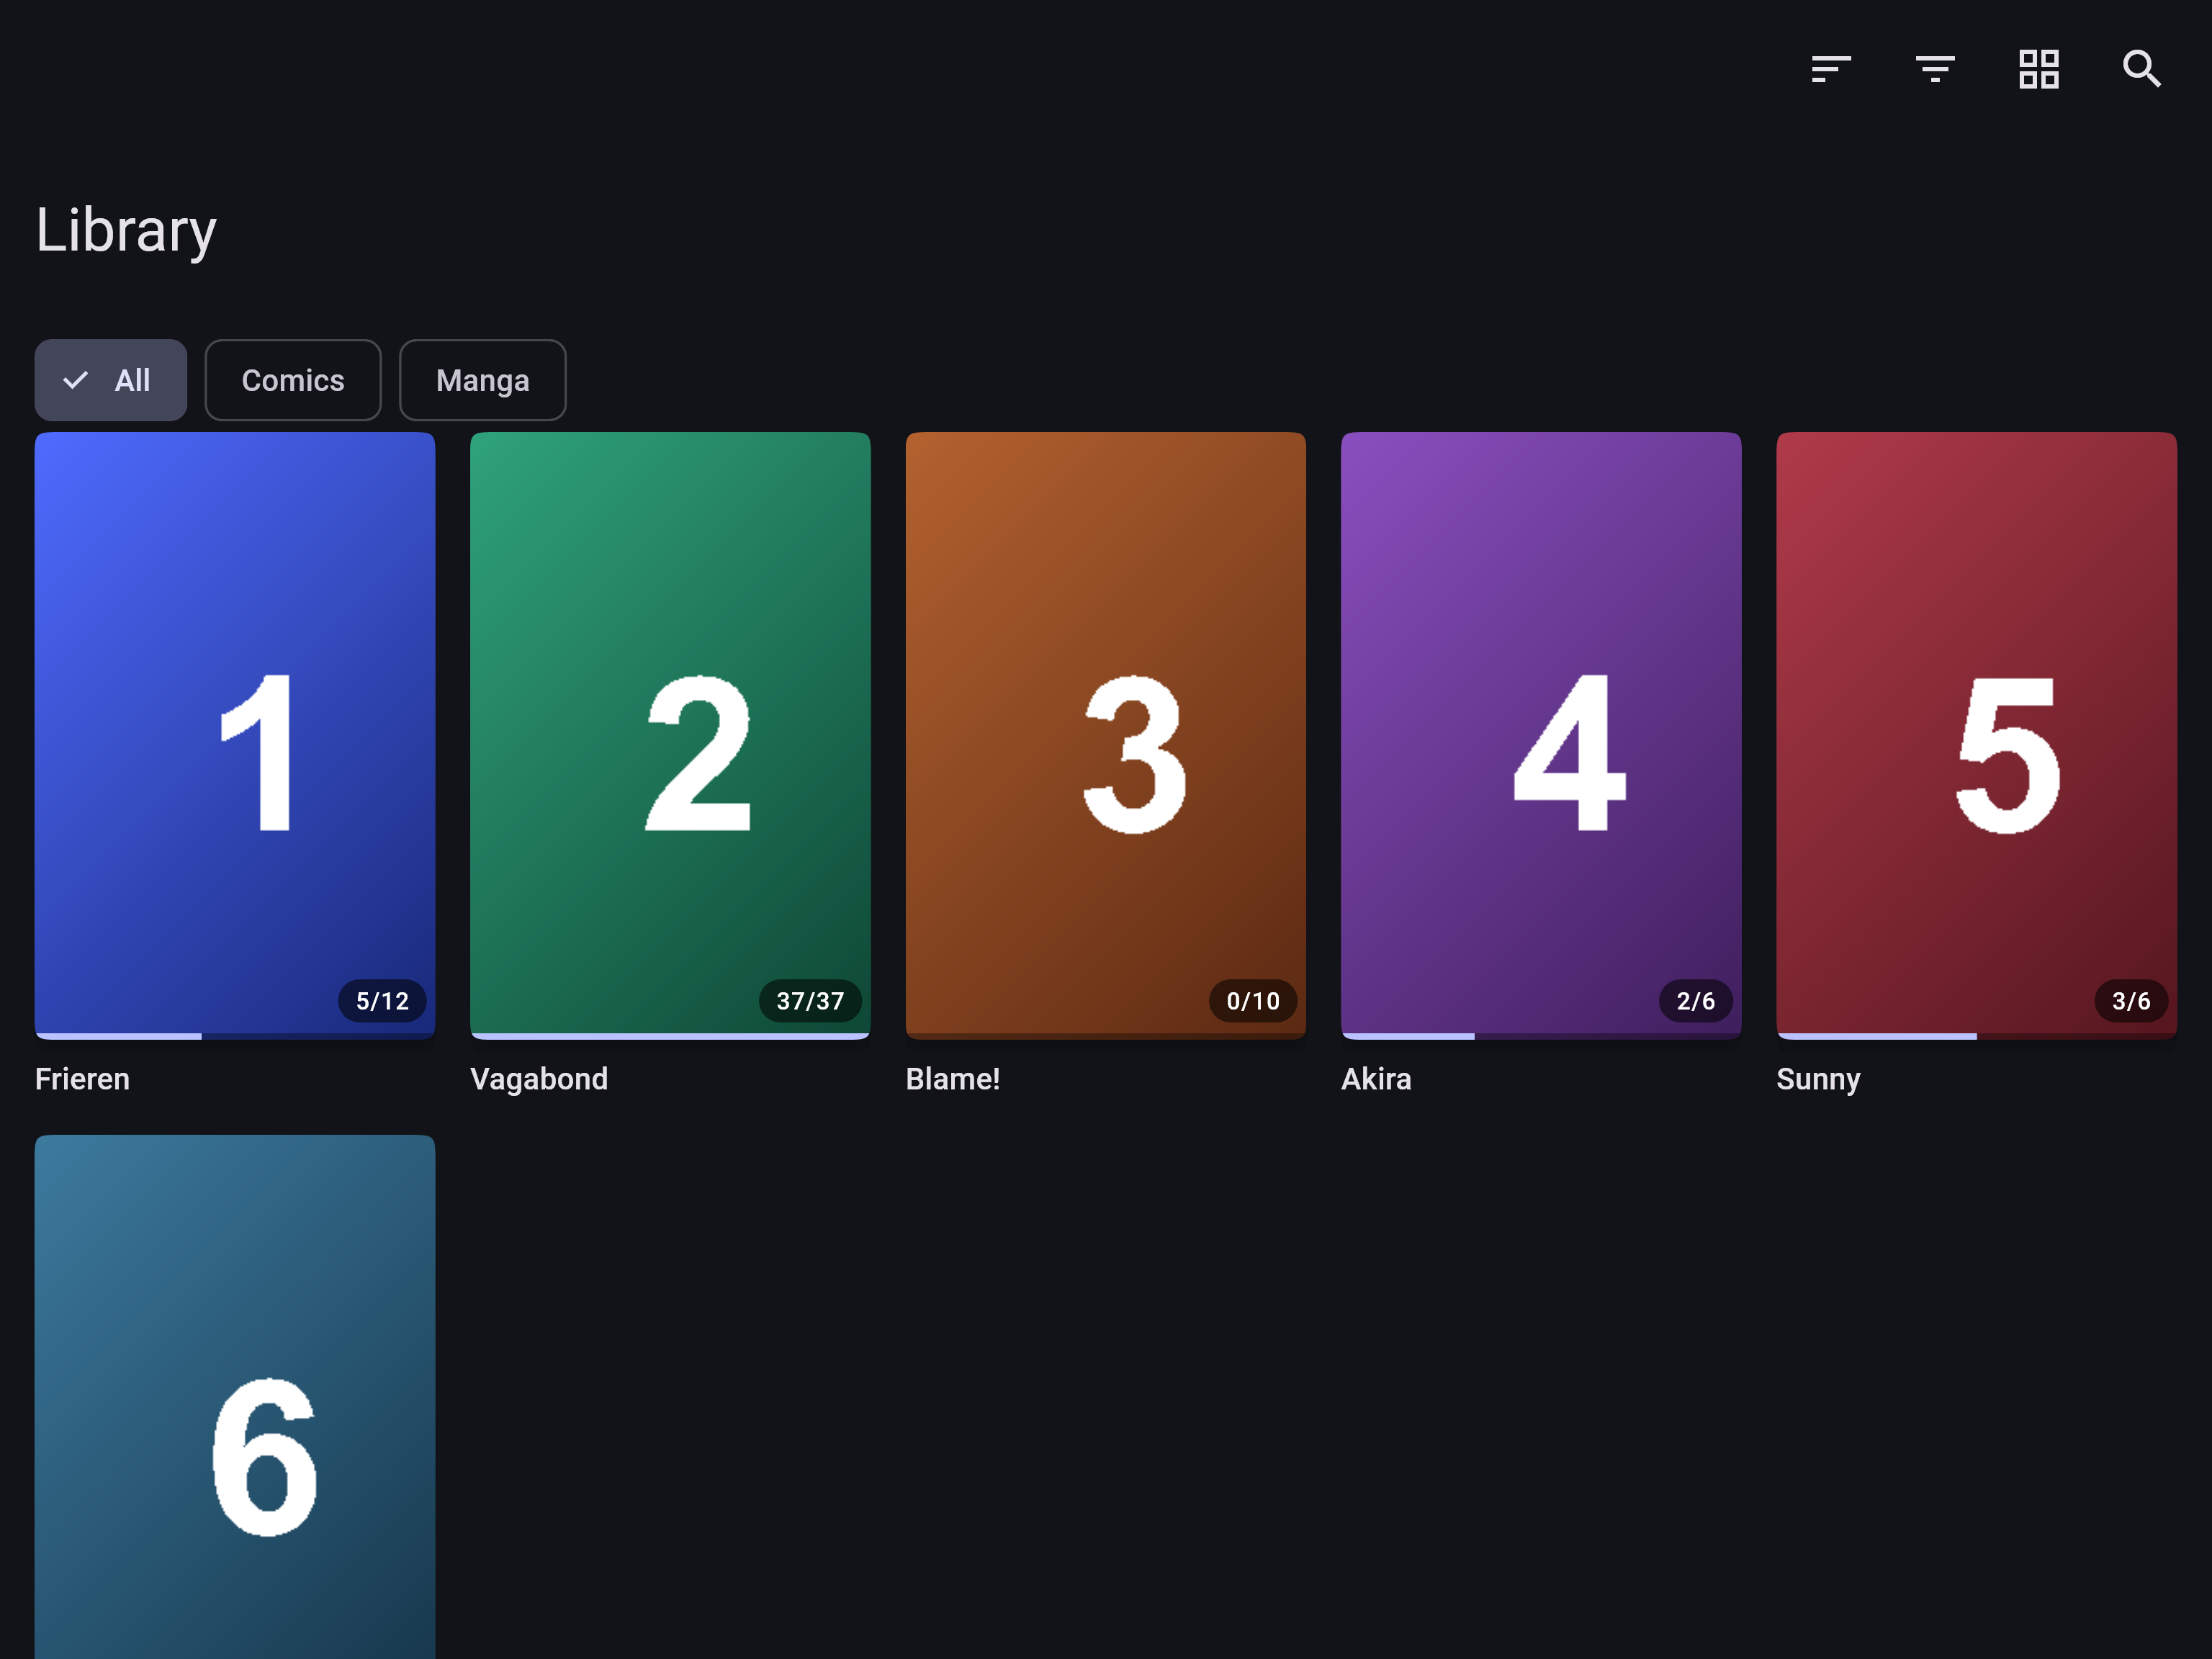 Library
All Comics Manga
1 2 3 4 5
5/12 37/37 0/10 2/6 3/6
Frieren Vagabond Blame! Akira Sunny
6